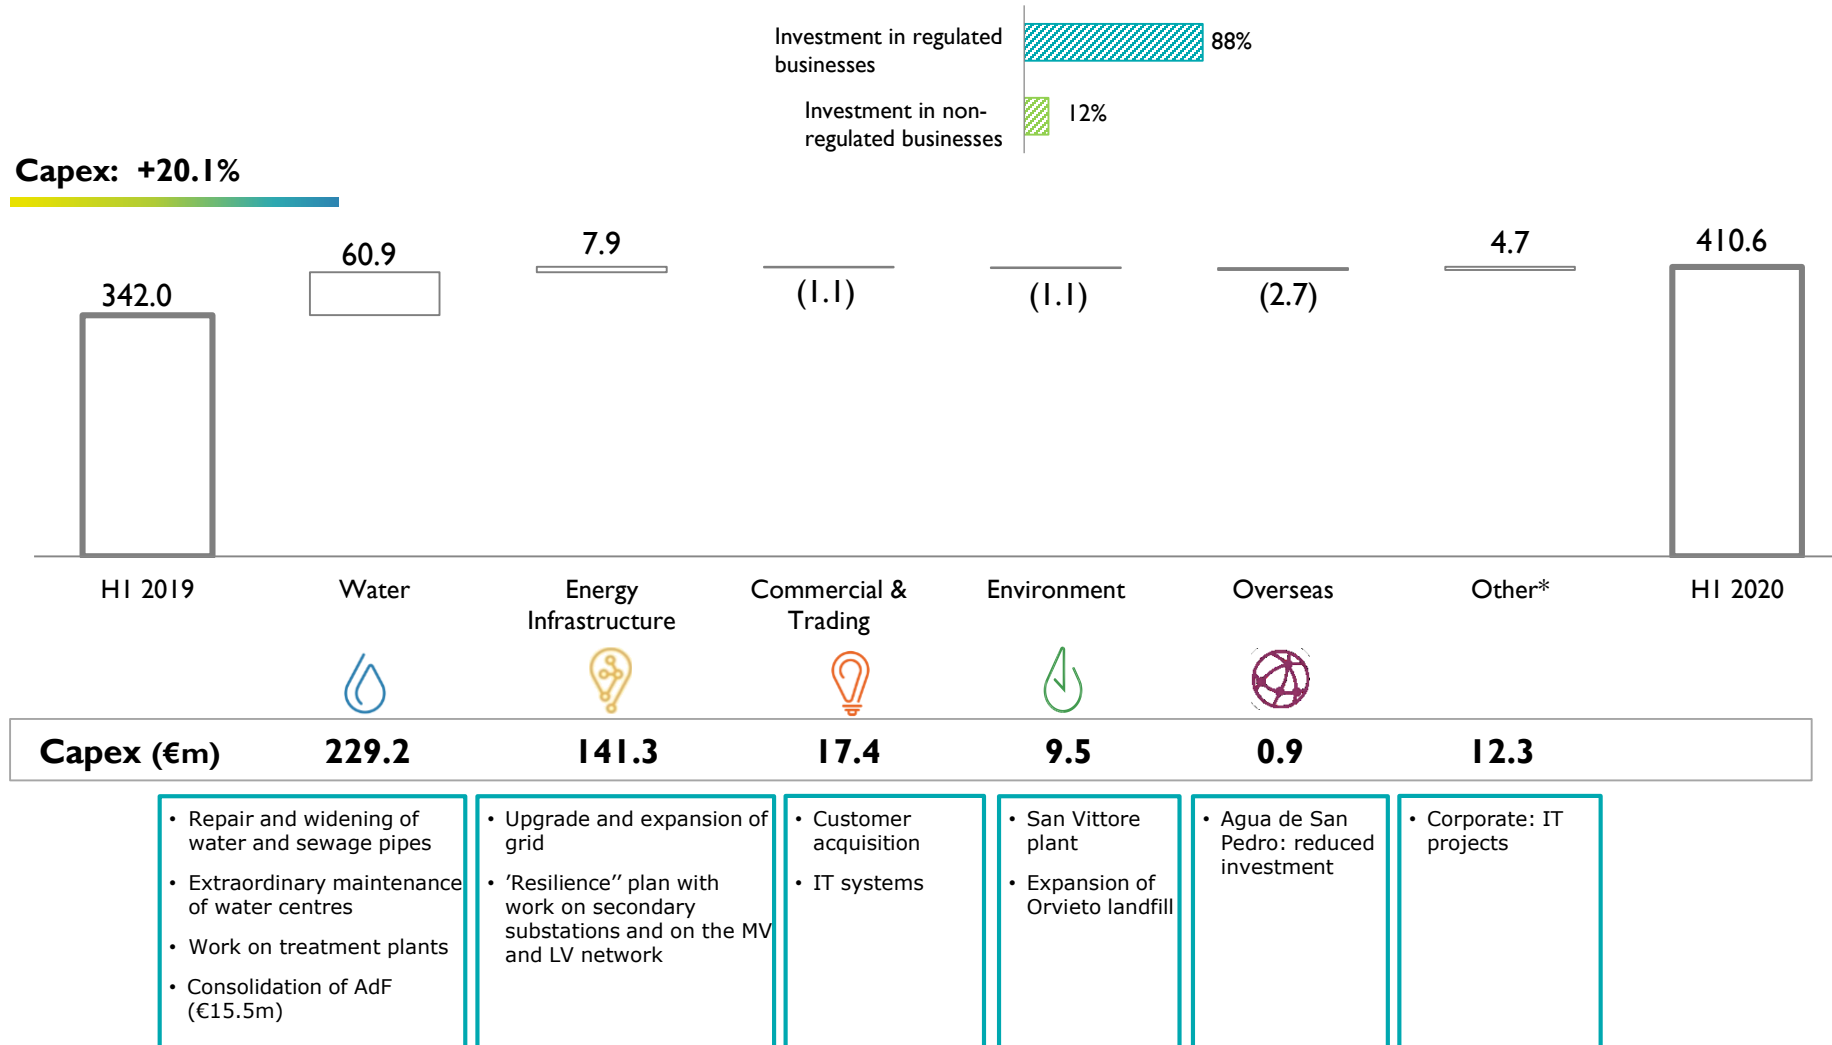 Investment in regulated
businesses
88%
Investment in non-
regulated businesses
12%
Capex: +20.1%
342.0
60.9
7.9
(1.1)
(1.1)
(2.7)
4.7
410.6
H1 2019
Water
Energy
Infrastructure
Commercial &
Trading
Environment
Overseas
Other*
H1 2020
Capex (€m)
229.2
141.3
17.4
9.5
0.9
12.3
• Repair and widening of
water and sewage pipes
• Extraordinary maintenance
of water centres
• Work on treatment plants
• Consolidation of AdF
(€15.5m)
• Upgrade and expansion of
grid
• ’Resilience’’ plan with
work on secondary
substations and on the MV
and LV network
• Customer
acquisition
• IT systems
• San Vittore
plant
• Expansion of
Orvieto landfill
• Agua de San
Pedro: reduced
investment
• Corporate: IT
projects